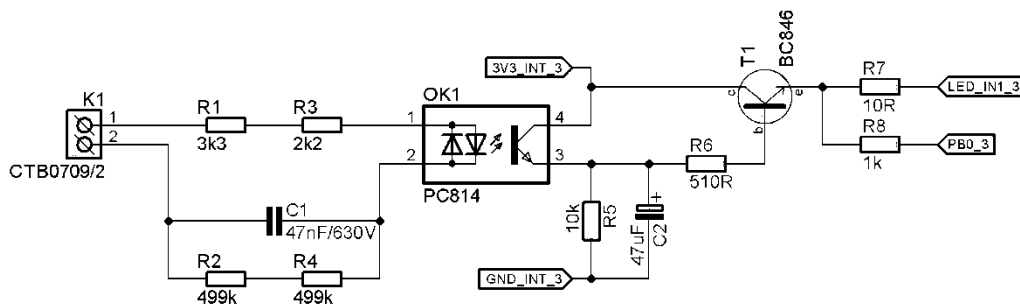 3V3_INT_3
T1
BC846
c
e
b
R7
10R
LED_IN1_3
R8
1k
PB0_3
K1
1
2
CTB0709/2
R1
3k3
R3
2k2
OK1
1
2
4
3
PC814
R6
510R
10k
R5
+
47uF
C2
C1
47nF/630V
R2
499k
R4
499k
GND_INT_3